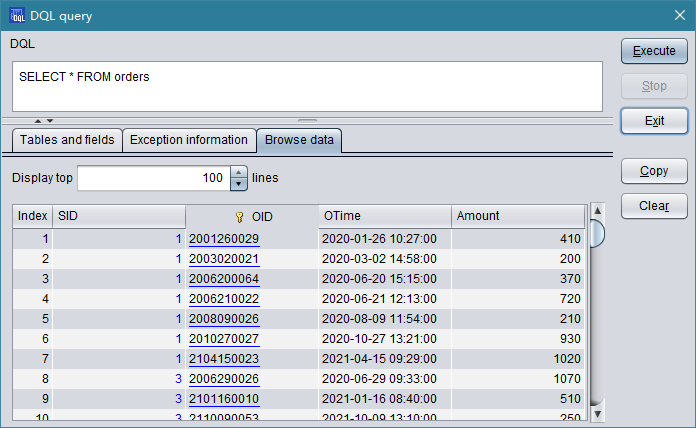 DQL query
DQL
Execute
SELECT * FROM orders
Stop
Exit
Tables and fields Exception information Browse data
Display top 100 lines
Copy
Clear
Index SID OID OTime Amount
1 1 2001260029 2020-01-26 10:27:00 410
2 1 2003020021 2020-03-02 14:58:00 200
3 1 2006200064 2020-06-20 15:15:00 370
4 1 2006210022 2020-06-21 12:13:00 720
5 1 2008090026 2020-08-09 11:54:00 210
6 1 2010270027 2020-10-27 13:21:00 930
7 1 2104150023 2021-04-15 09:29:00 1020
8 3 2006290026 2020-06-29 09:33:00 1070
9 3 2101160010 2021-01-16 08:40:00 510
10 3 2110090053 2021-10-09 13:10:00 250